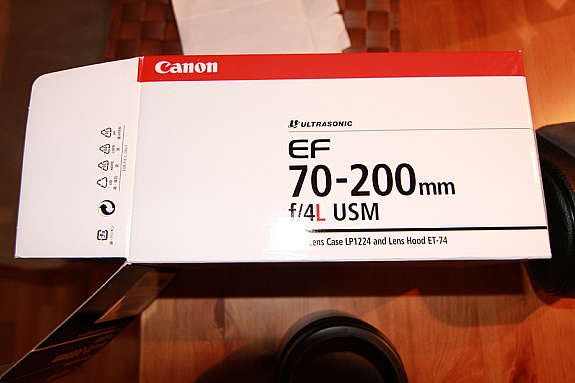 Canon
ULTRASONIC
EF
70-200mm
f/4L USM
Lens Case LP1224 and Lens Hood ET-74